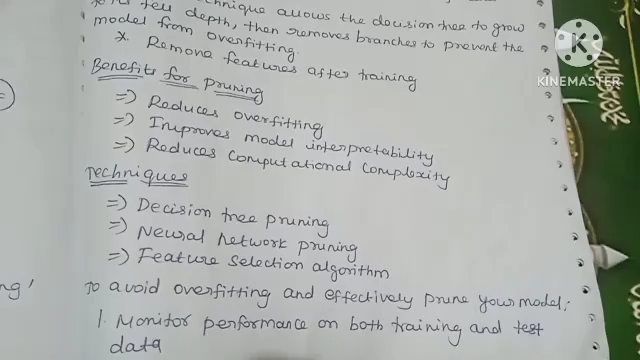 technique allows the decision tree to grow
to its full depth, then removes branches to prevent the
model from overfitting.
* Remove features after training
Benefits for pruning
=) Reduces overfitting
=) Improves model interpretability
=) Reduces computational complexity
Techniques
=) Decision tree pruning
=) Neural network pruning
=) Feature selection algorithm
To avoid overfitting and effectively prune your model;
1. Monitor performance on both training and test
data
KINEMASTER